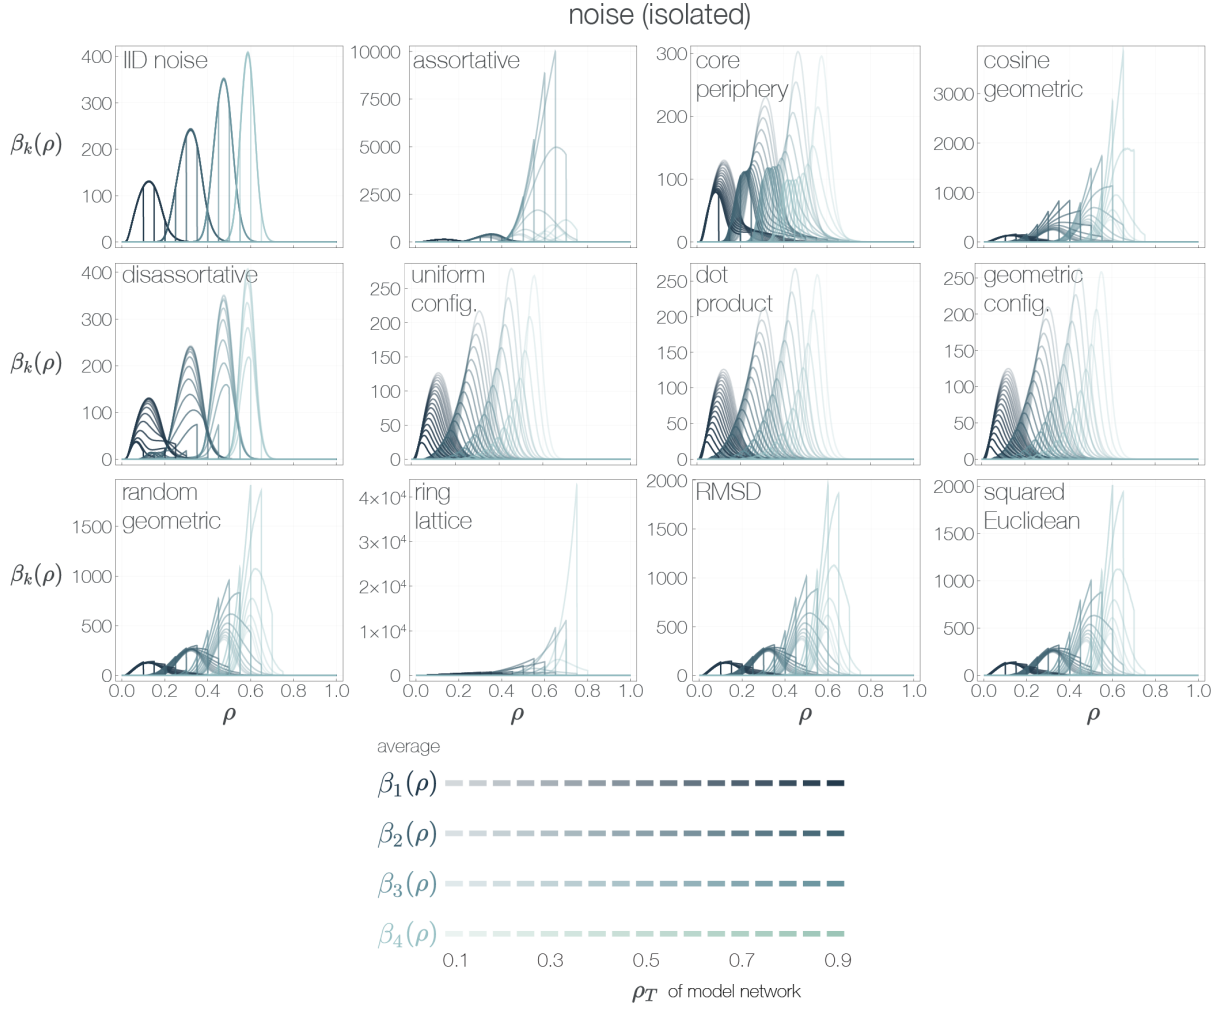 noise (isolated)
β_k(ρ)
400
300
200
100
0
IID noise
10000
7500
5000
2500
0
assortative
300
200
100
0
core
periphery
3000
2000
1000
0
cosine
geometric
β_k(ρ)
400
300
200
100
0
disassortative
250
200
150
100
50
0
uniform
config.
250
200
150
100
50
0
dot
product
250
200
150
100
50
0
geometric
config.
β_k(ρ)
1500
1000
500
0
random
geometric
4×10⁴
3×10⁴
2×10⁴
1×10⁴
0
ring
lattice
2000
1500
1000
500
0
RMSD
2000
1500
1000
500
0
squared
Euclidean
0.0 0.2 0.4 0.6 0.8 1.0
0.2 0.4 0.6 0.8 1.0
0.0 0.2 0.4 0.6 0.8 1.0
0.0 0.2 0.4 0.6 0.8 1.0
ρ ρ ρ ρ
average
β₁(ρ)
β₂(ρ)
β₃(ρ)
β₄(ρ)
0.1 0.3 0.5 0.7 0.9
ρ_T of model network